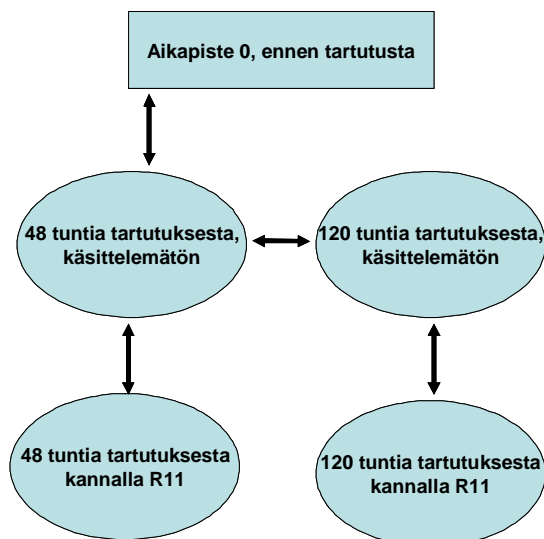 Aikapiste 0, ennen tartutusta
48 tuntia tartutuksesta,
käsittelemätön
120 tuntia tartutuksesta,
käsittelemätön
48 tuntia tartutuksesta
kannalla R11
120 tuntia tartutuksesta
kannalla R11